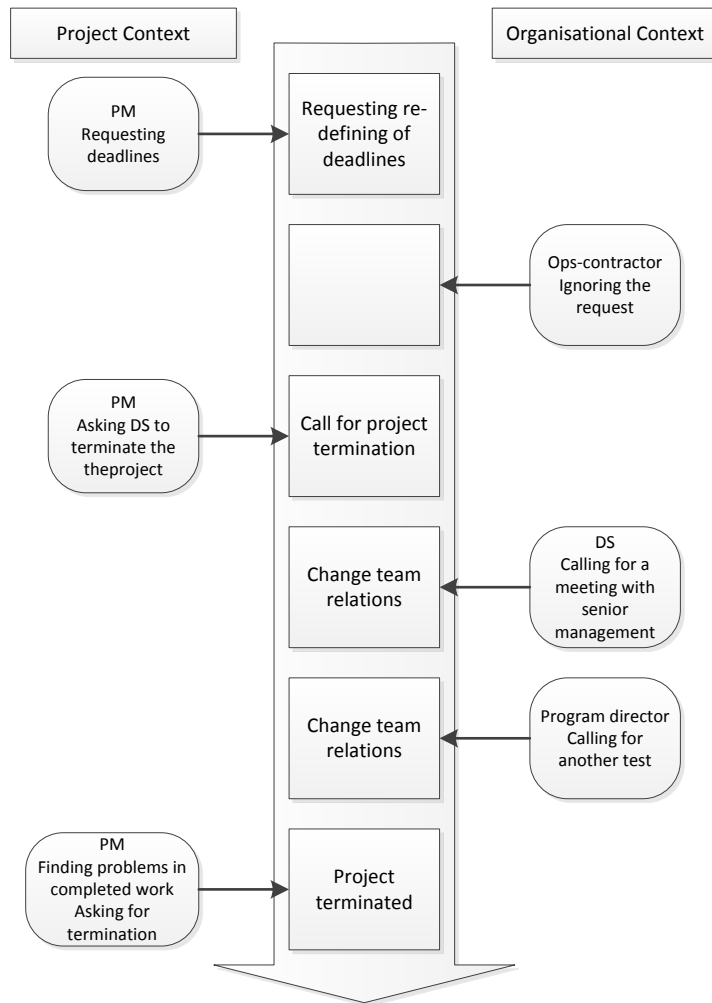 Project Context
Organisational Context
PM
Requesting
deadlines
Requesting re-
defining of
deadlines
Ops-contractor
Ignoring the
request
PM
Asking DS to
terminate the
theproject
Call for project
termination
Change team
relations
DS
Calling for a
meeting with
senior
management
Change team
relations
Program director
Calling for
another test
PM
Finding problems in
completed work
Asking for
termination
Project
terminated